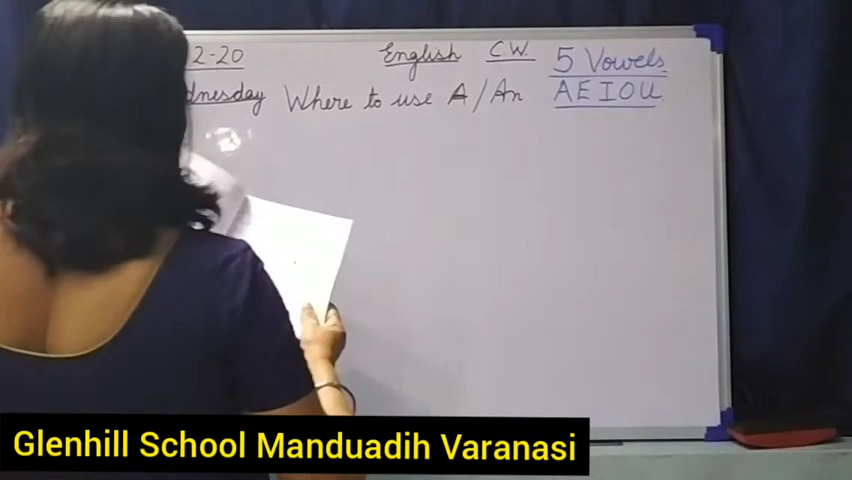 2-20 English C.W. 5 Vowels
Where to use A/An A E I O U
Glenhill School Manduadih Varanasi